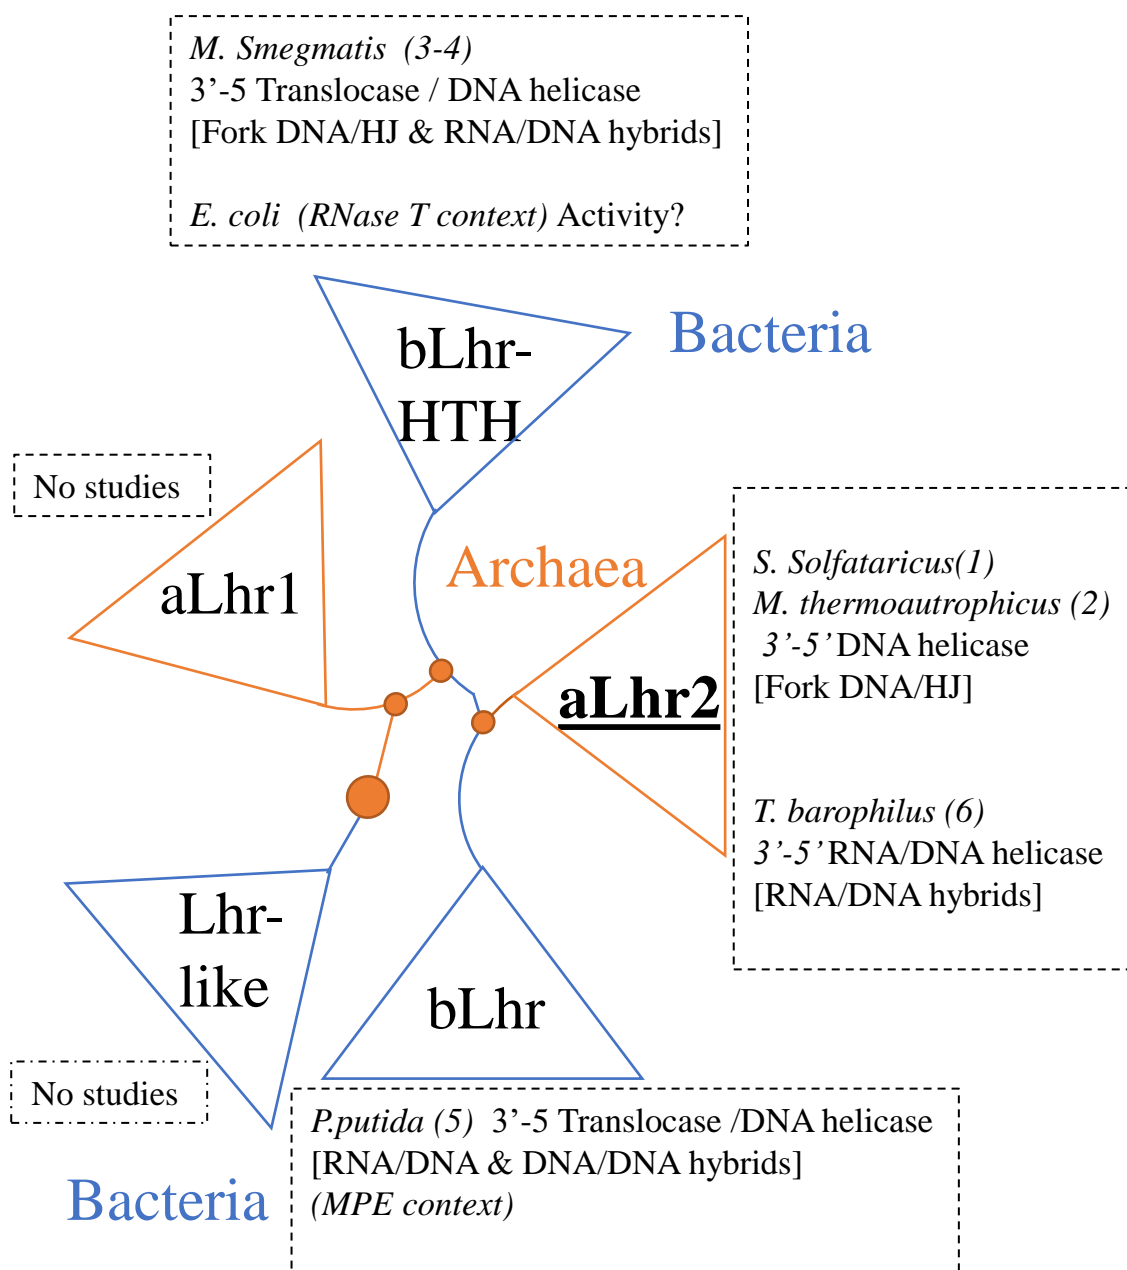 M. Smegmatis (3-4)
3’-5 Translocase / DNA helicase
[Fork DNA/HJ & RNA/DNA hybrids]
E. coli (RNase T context) Activity?
bLhr-
HTH
Bacteria
No studies
aLhr1
Archaea
aLhr2
S. Solfataricus(1)
M. thermoautrophicus (2)
3’-5’ DNA helicase
[Fork DNA/HJ]
T. barophilus (6)
3’-5’ RNA/DNA helicase
[RNA/DNA hybrids]
Lhr-
like
bLhr
No studies
P.putida (5) 3’-5 Translocase /DNA helicase
[RNA/DNA & DNA/DNA hybrids]
(MPE context)
Bacteria